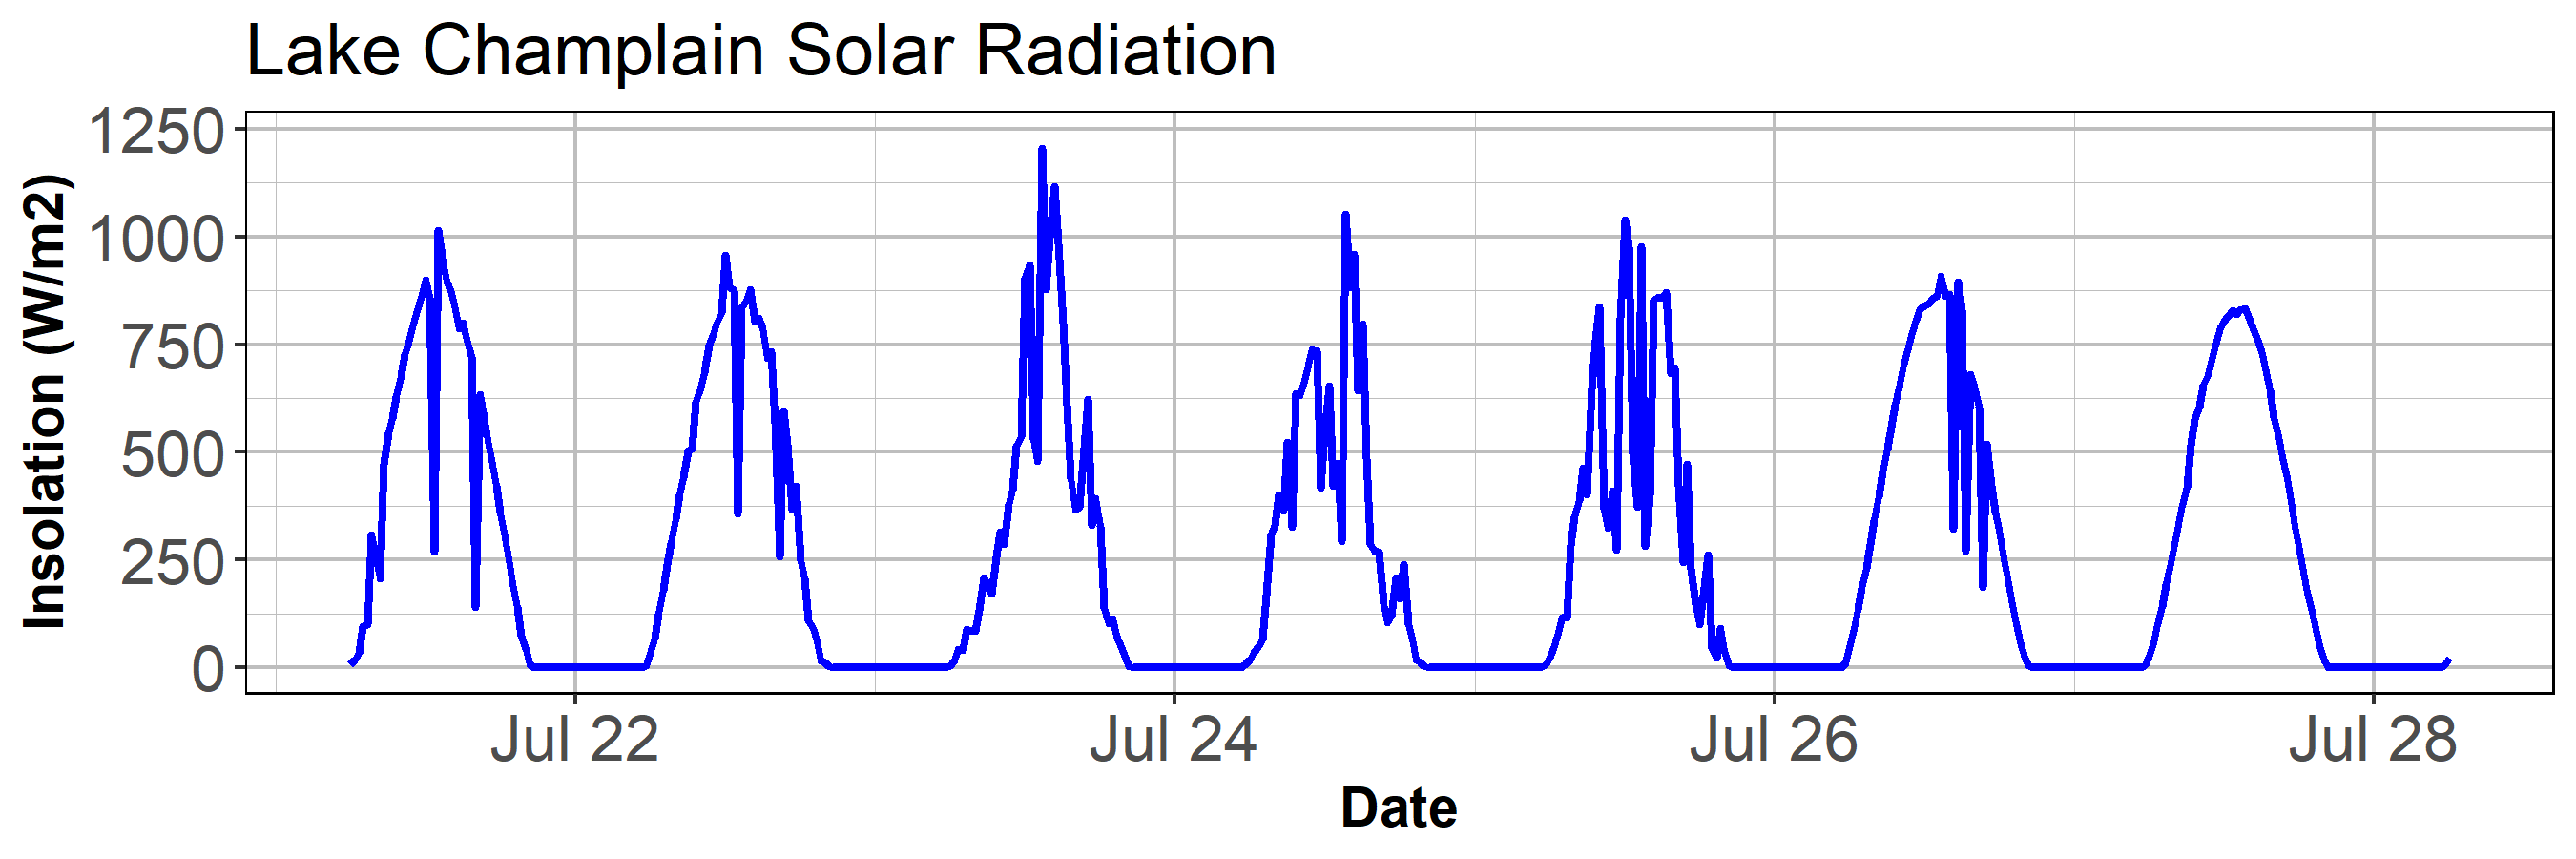 Lake Champlain Solar Radiation
1250
1000
750
500
250
0
Insolation (W/m2)
Jul 22 Jul 24 Jul 26 Jul 28
Date